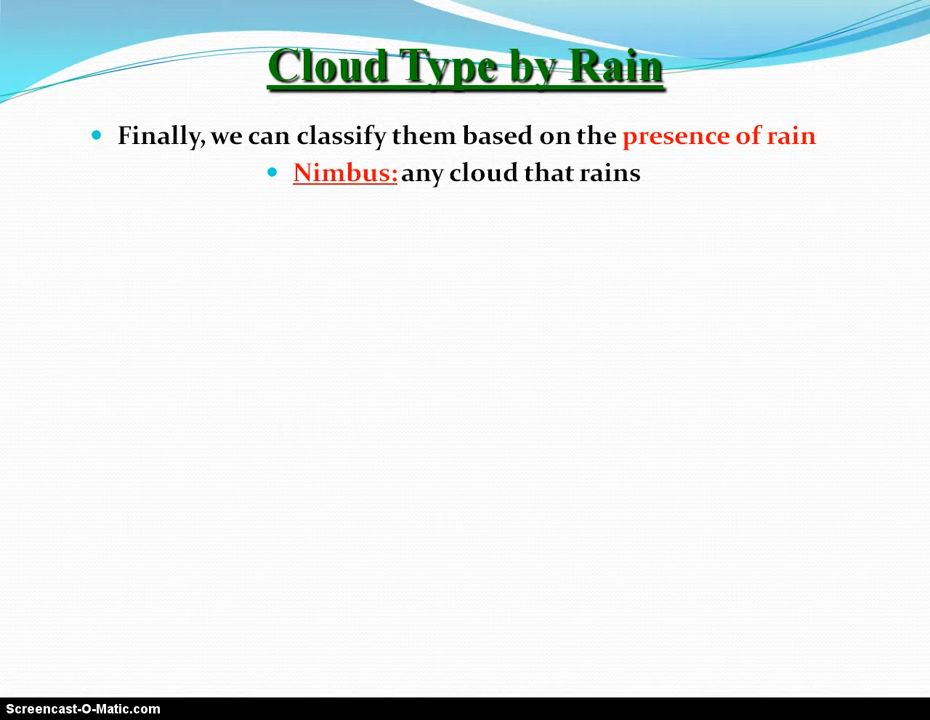 Cloud Type by Rain
Finally, we can classify them based on the presence of rain
Nimbus: any cloud that rains
Screencast-O-Matic.com